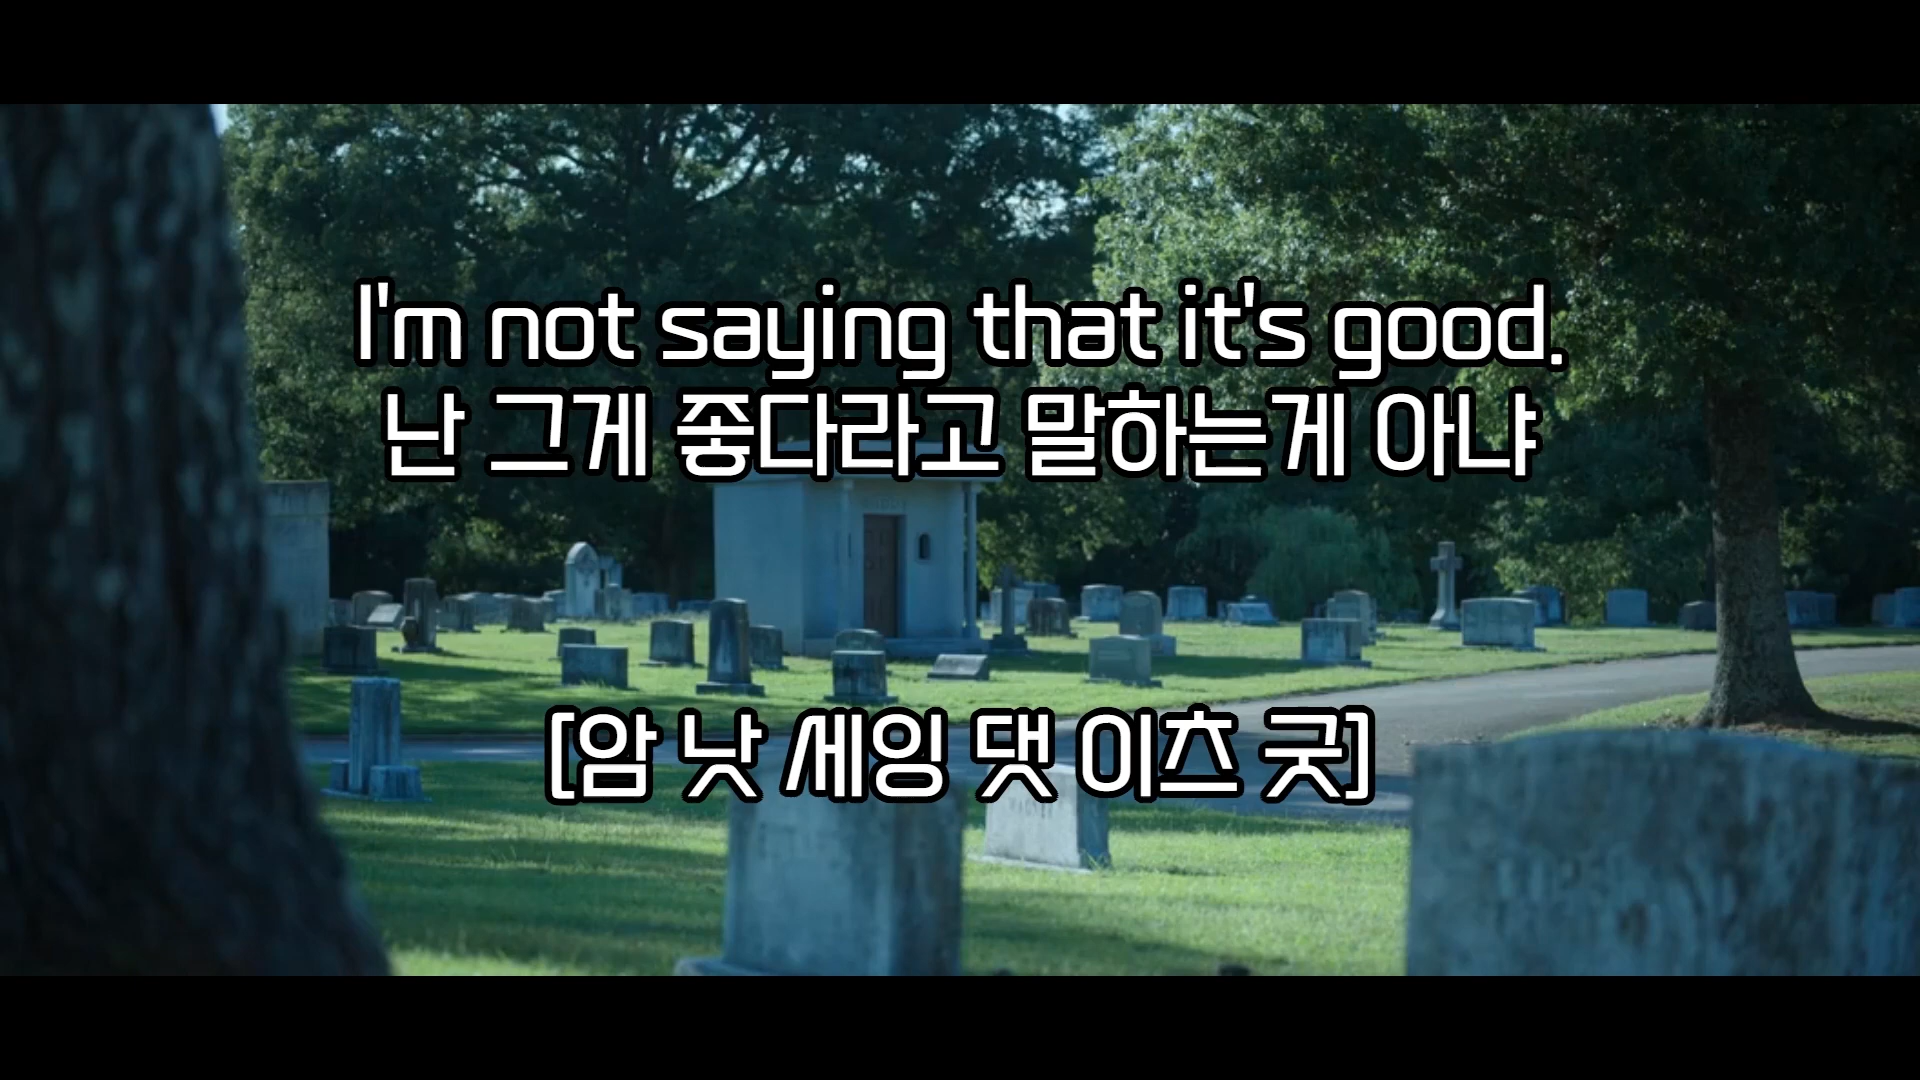 I'm not saying that it's good.
난 그게 좋다라고 말하는게 아냐
[암 낫 세잉 댓 이츠 굿]